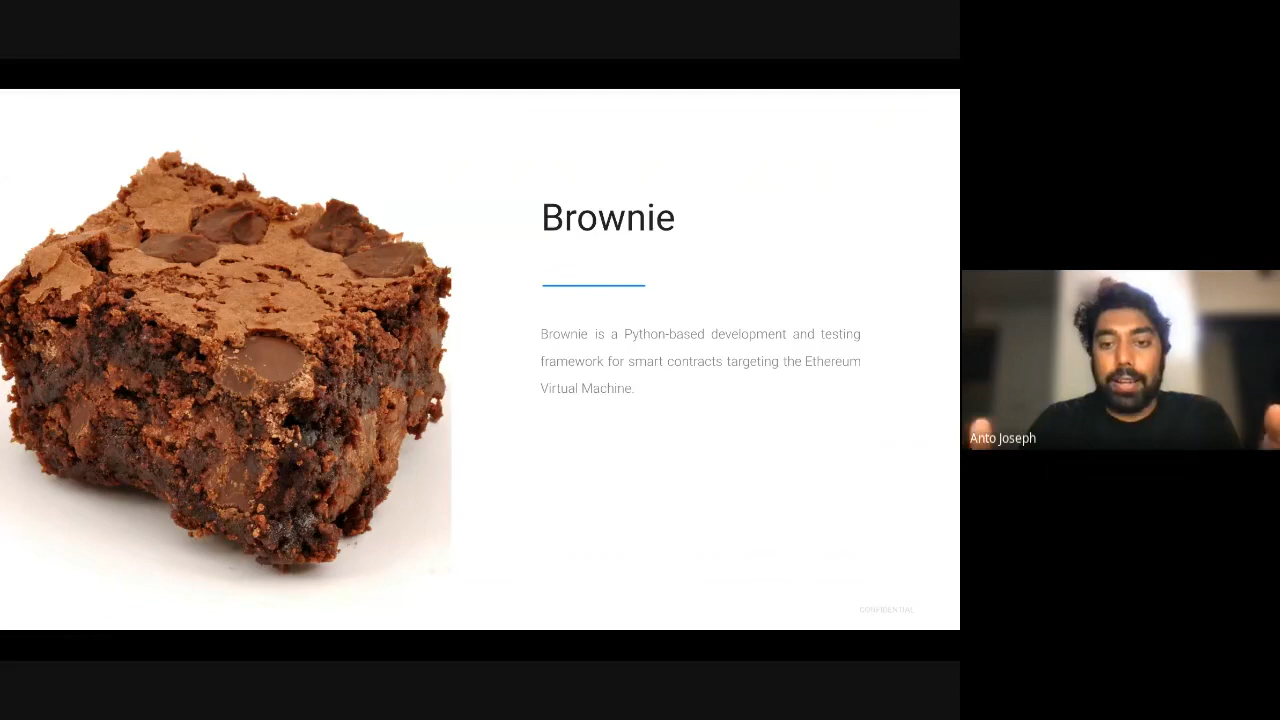 Brownie
Brownie is a Python-based development and testing
framework for smart contracts targeting the Ethereum
Virtual Machine.
CONFIDENTIAL
Anto Joseph